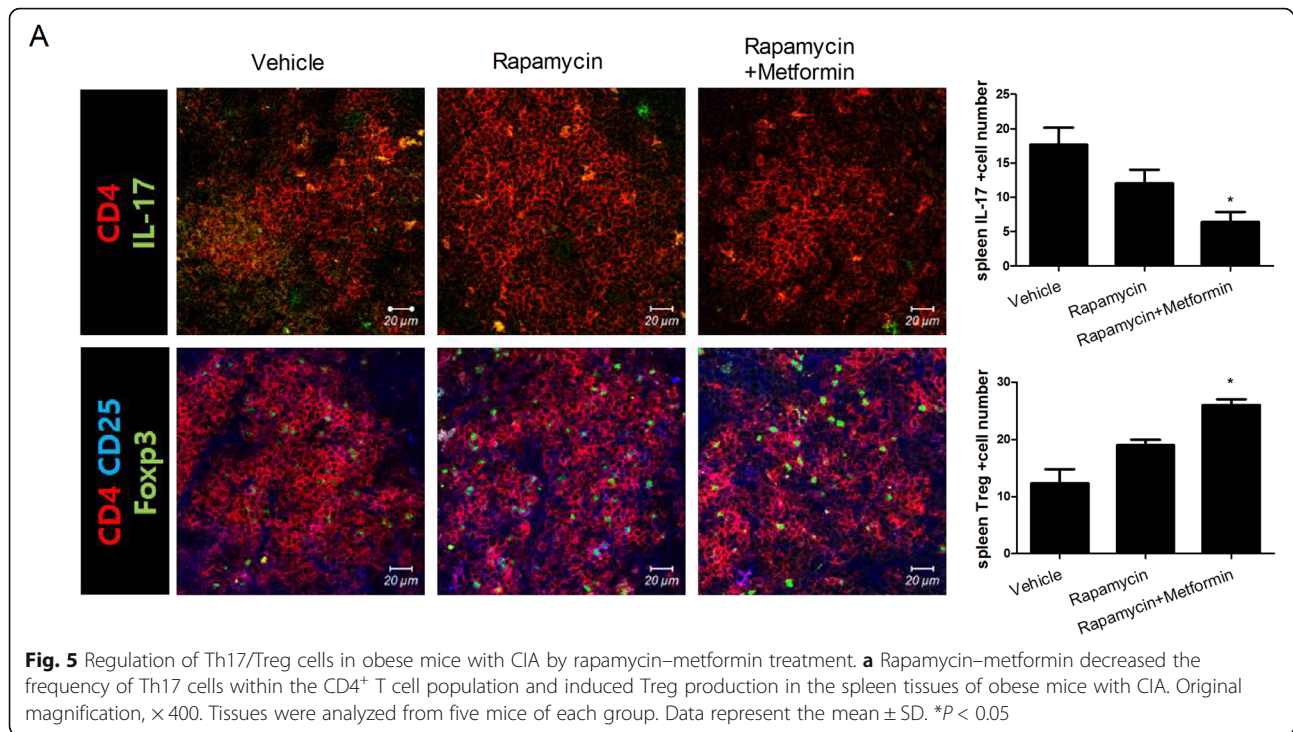 A
Vehicle
Rapamycin
Rapamycin
+Metformin
CD4
IL-17
20 µm
20 µm
20 µm
spleen IL-17 +cell number
25
20
15
10
5
0
*
Vehicle
Rapamycin
Rapamycin+Metformin
CD4 CD25
Foxp3
20 µm
20 µm
20 µm
spleen Treg +cell number
30
20
10
0
*
Vehicle
Rapamycin
Rapamycin+Metformin
Fig. 5 Regulation of Th17/Treg cells in obese mice with CIA by rapamycin–metformin treatment. a Rapamycin–metformin decreased the
frequency of Th17 cells within the CD4⁺ T cell population and induced Treg production in the spleen tissues of obese mice with CIA. Original
magnification, × 400. Tissues were analyzed from five mice of each group. Data represent the mean ± SD. *P < 0.05